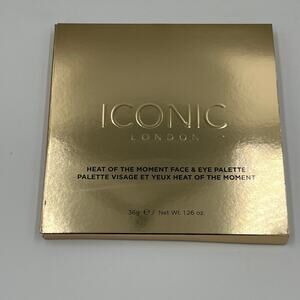 ICONIC
LONDON
HEAT OF THE MOMENT FACE & EYE PALETTE
PALETTE VISAGE ET YEUX HEAT OF THE MOMENT
36g ℮ / Net Wt. 1.26 oz.